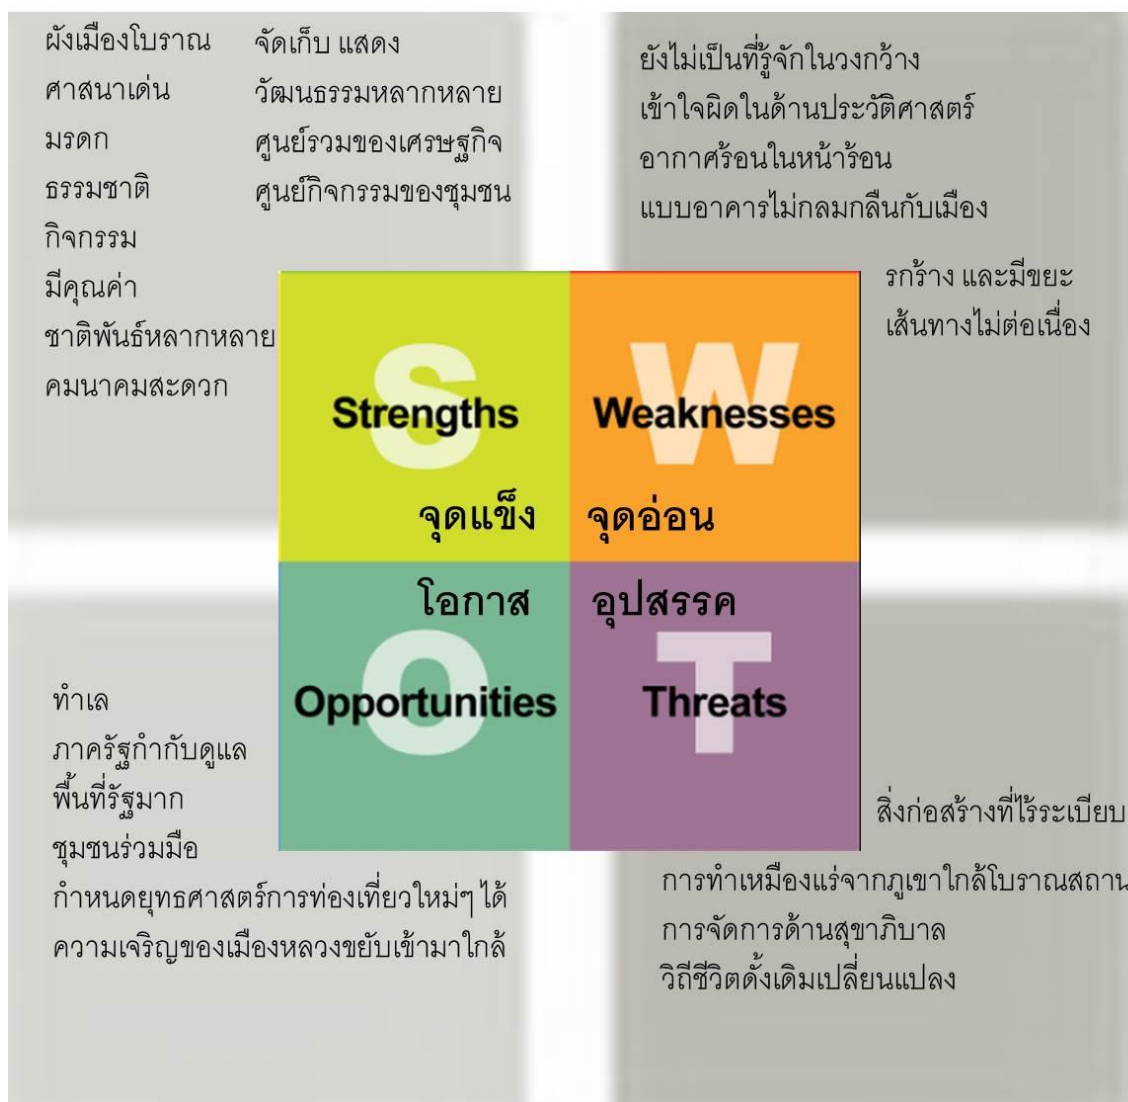 ผังเมืองโบราณ
ศาสนาเด่น
มรดก
ธรรมชาติ
กิจกรรม
มีคุณค่า
ชาติพันธ์หลากหลาย
คมนาคมสะดวก
จัดเก็บ แสดง
วัฒนธรรมหลากหลาย
ศูนย์รวมของเศรษฐกิจ
ศูนย์กิจกรรมของชุมชน
ยังไม่เป็นที่รู้จักในวงกว้าง
เข้าใจผิดในด้านประวัติศาสตร์
อากาศร้อนในหน้าร้อน
แบบอาคารไม่กลมกลืนกับเมือง
รกร้าง และมีขยะ
เส้นทางไม่ต่อเนื่อง
S
Strengths
จุดแข็ง
W
Weaknesses
จุดอ่อน
โอกาส
O
Opportunities
อุปสรรค
T
Threats
ทำเล
ภาครัฐกำกับดูแล
พื้นที่รัฐมาก
ชุมชนร่วมมือ
กำหนดยุทธศาสตร์การท่องเที่ยวใหม่ๆ ได้
ความเจริญของเมืองหลวงขยับเข้ามาใกล้
สิ่งก่อสร้างที่ไร้ระเบียบ
การทำเหมืองแร่จากภูเขาใกล้โบราณสถาน
การจัดการด้านสุขาภิบาล
วิถีชีวิตดั้งเดิมเปลี่ยนแปลง